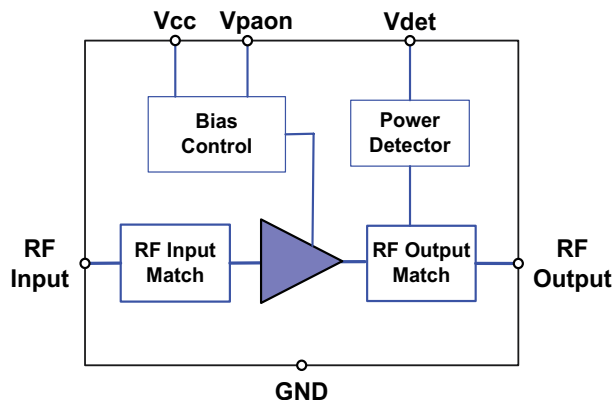 Vcc
Vpaon
Vdet
Bias
Control
Power
Detector
RF
Input
RF Input
Match
RF Output
Match
RF
Output
GND